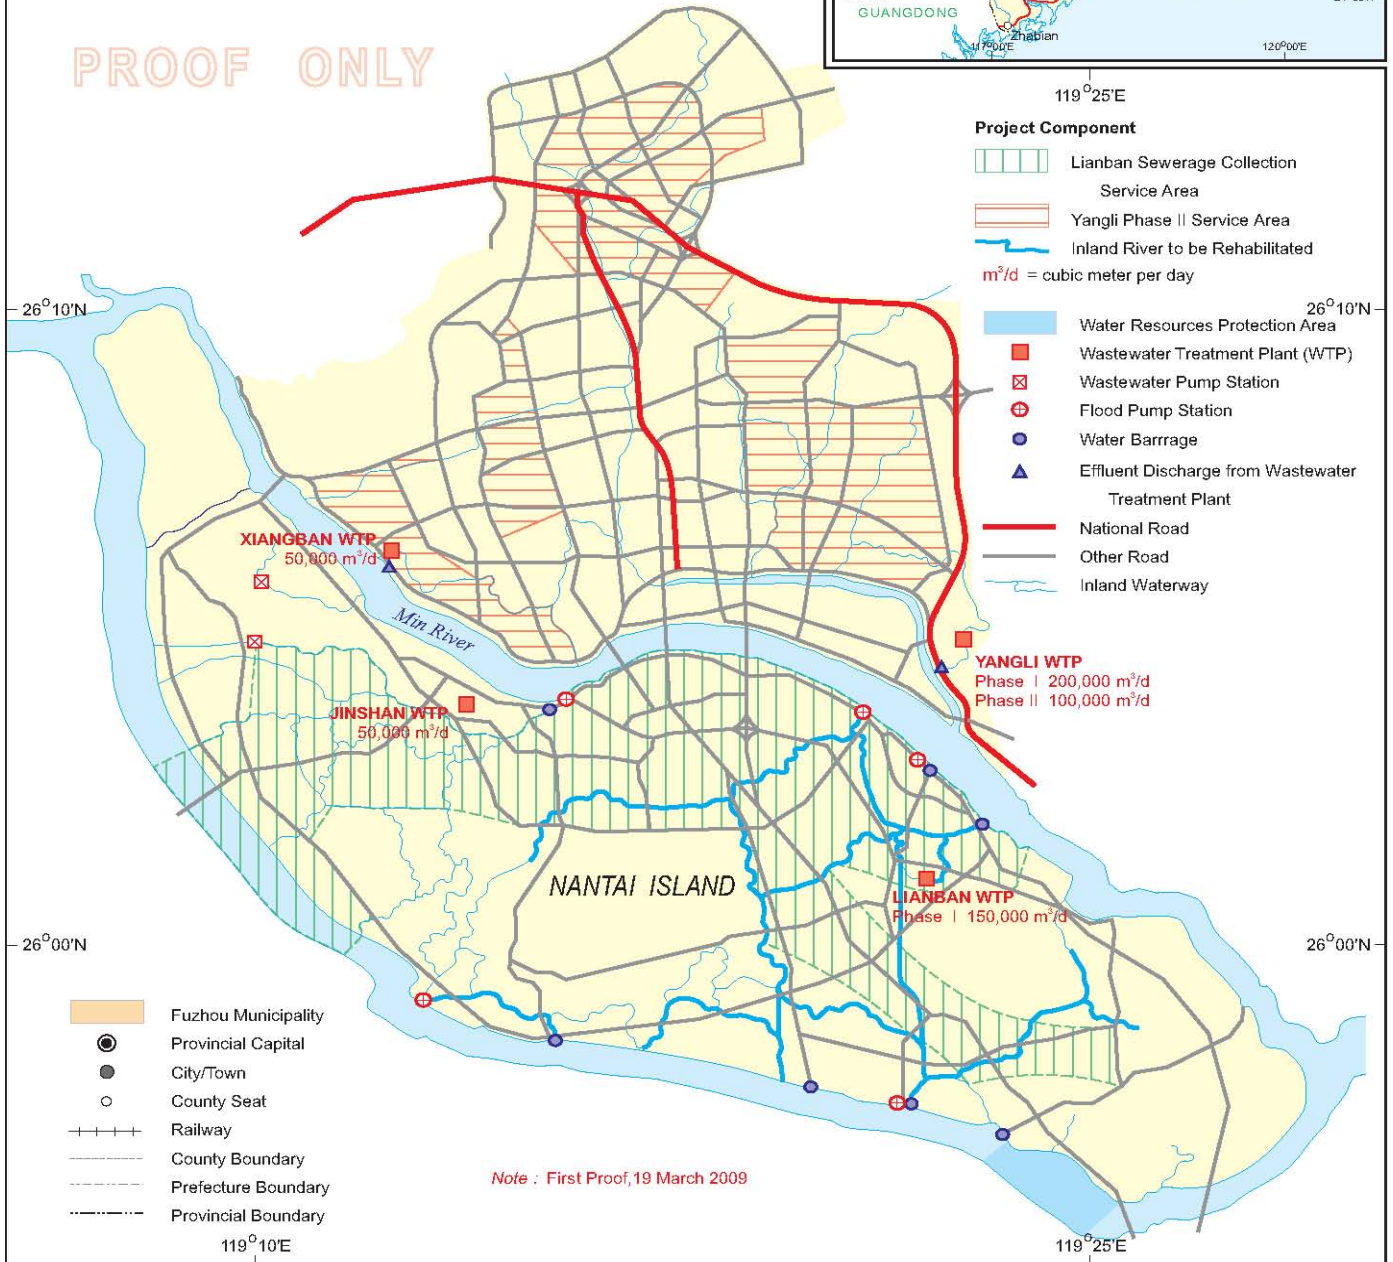 PROOF ONLY
GUANGDONG
Zhabian
117°00'E
120°00'E
119°25'E
Project Component
Lianban Sewerage Collection
Service Area
Yangli Phase II Service Area
Inland River to be Rehabilitated
m³/d = cubic meter per day
26°10'N
26°10'N
Water Resources Protection Area
Wastewater Treatment Plant (WTP)
Wastewater Pump Station
Flood Pump Station
Water Barrrage
Effluent Discharge from Wastewater
Treatment Plant
National Road
Other Road
Inland Waterway
XIANGBAN WTP
50,000 m³/d
Min River
YANGLI WTP
Phase I 200,000 m³/d
Phase II 100,000 m³/d
JINSHAN WTP
50,000 m³/d
NANTAI ISLAND
LIANBAN WTP
Phase I 150,000 m³/d
26°00'N
26°00'N
Fuzhou Municipality
Provincial Capital
City/Town
County Seat
Railway
County Boundary
Prefecture Boundary
Provincial Boundary
Note : First Proof,19 March 2009
119°10'E
119°25'E